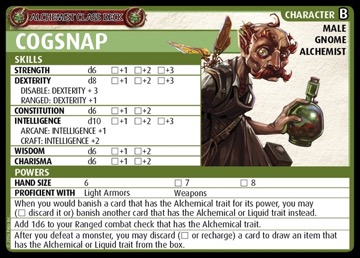 ALCHEMIST CLASS DECK
CHARACTER B
COGSNAP
MALE
GNOME
ALCHEMIST
SKILLS
STRENGTH d6 □+1 □+2 □+3
DEXTERITY d8 □+1 □+2 □+3
DISABLE: DEXTERITY +3
RANGED: DEXTERITY +1
CONSTITUTION d6 □+1 □+2
INTELLIGENCE d10 □+1 □+2 □+3
ARCANE: INTELLIGENCE +1
CRAFT: INTELLIGENCE +2
WISDOM d6 □+1 □+2
CHARISMA d6 □+1 □+2
POWERS
HAND SIZE 6 □ 7 □ 8
PROFICIENT WITH Light Armors Weapons
When you would banish a card that has the Alchemical trait for its power, you may
(□ discard it or) banish another card that has the Alchemical or Liquid trait instead.
Add 1d6 to your Ranged combat check that has the Alchemical trait.
After you defeat a monster, you may discard (□ or recharge) a card to draw an item that
has the Alchemical or Liquid trait from the box.